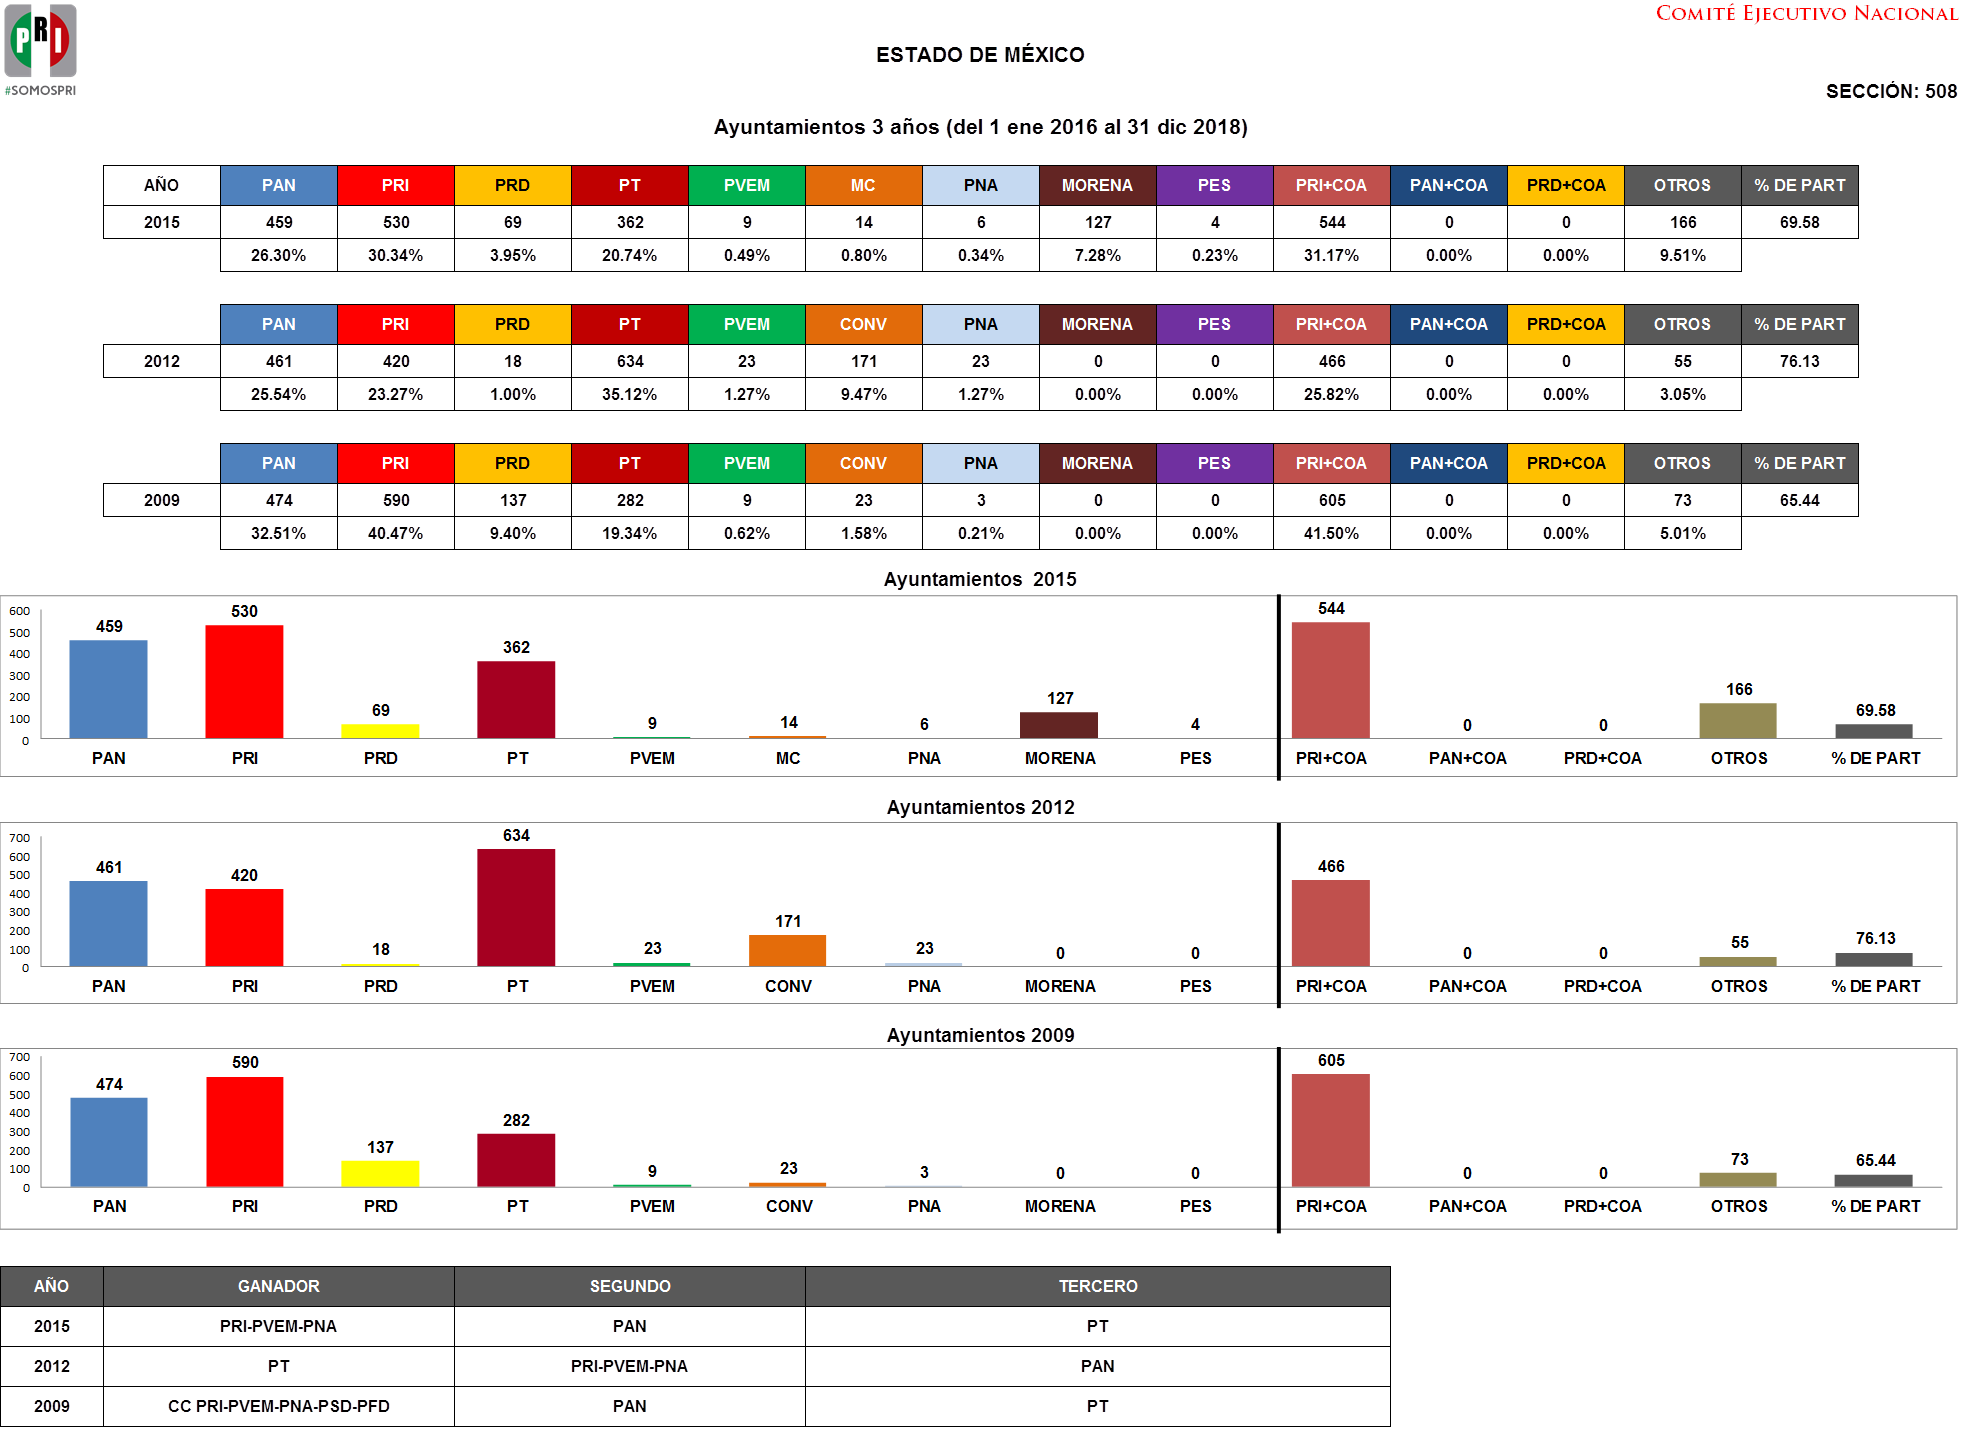 PRI
#SOMOSPRI
COMITÉ EJECUTIVO NACIONAL
ESTADO DE MÉXICO
SECCIÓN: 508
Ayuntamientos 3 años (del 1 ene 2016 al 31 dic 2018)
AÑO PAN PRI PRD PT PVEM MC PNA MORENA PES PRI+COA PAN+COA PRD+COA OTROS % DE PART
2015 459 530 69 362 9 14 6 127 4 544 0 0 166 69.58
26.30% 30.34% 3.95% 20.74% 0.49% 0.80% 0.34% 7.28% 0.23% 31.17% 0.00% 0.00% 9.51%
PAN PRI PRD PT PVEM CONV PNA MORENA PES PRI+COA PAN+COA PRD+COA OTROS % DE PART
2012 461 420 18 634 23 171 23 0 0 466 0 0 55 76.13
25.54% 23.27% 1.00% 35.12% 1.27% 9.47% 1.27% 0.00% 0.00% 25.82% 0.00% 0.00% 3.05%
PAN PRI PRD PT PVEM CONV PNA MORENA PES PRI+COA PAN+COA PRD+COA OTROS % DE PART
2009 474 590 137 282 9 23 3 0 0 605 0 0 73 65.44
32.51% 40.47% 9.40% 19.34% 0.62% 1.58% 0.21% 0.00% 0.00% 41.50% 0.00% 0.00% 5.01%
Ayuntamientos 2015
600
500
400
300
200
100
0
459 530 69 362 9 14 6 127 4 544 0 0 166 69.58
PAN PRI PRD PT PVEM MC PNA MORENA PES PRI+COA PAN+COA PRD+COA OTROS % DE PART
Ayuntamientos 2012
700
600
500
400
300
200
100
0
461 420 18 634 23 171 23 0 0 466 0 0 55 76.13
PAN PRI PRD PT PVEM CONV PNA MORENA PES PRI+COA PAN+COA PRD+COA OTROS % DE PART
Ayuntamientos 2009
700
600
500
400
300
200
100
0
474 590 137 282 9 23 3 0 0 605 0 0 73 65.44
PAN PRI PRD PT PVEM CONV PNA MORENA PES PRI+COA PAN+COA PRD+COA OTROS % DE PART
AÑO GANADOR SEGUNDO TERCERO
2015 PRI-PVEM-PNA PAN PT
2012 PT PRI-PVEM-PNA PAN
2009 CC PRI-PVEM-PNA-PSD-PFD PAN PT